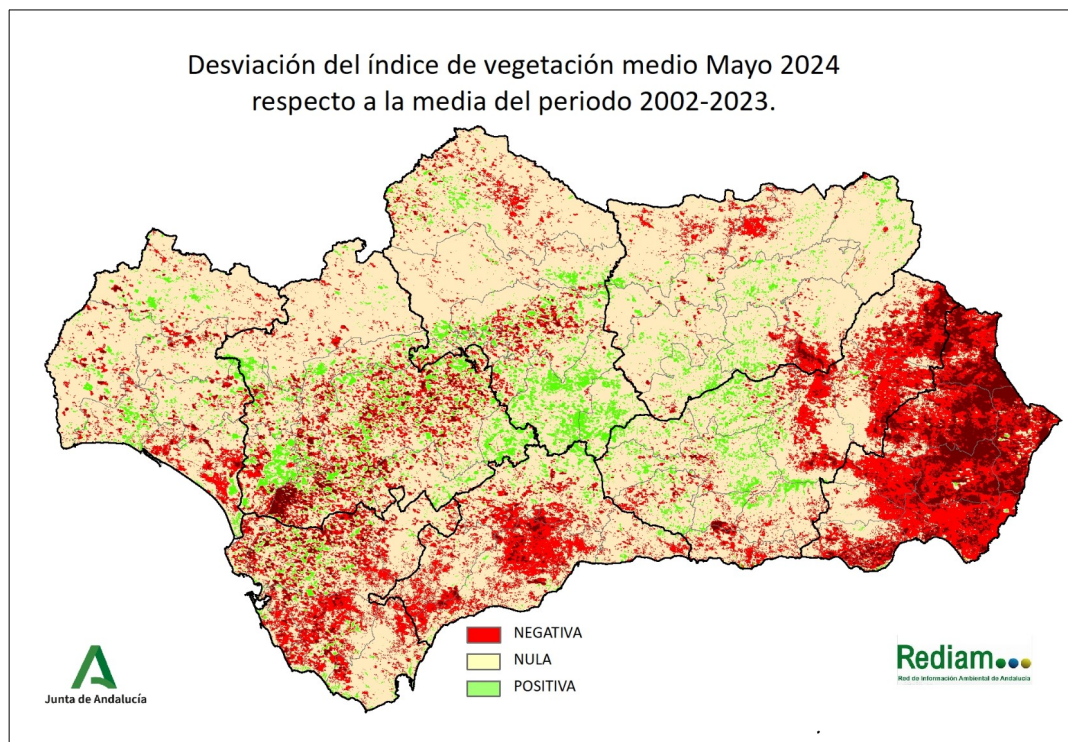 Desviación del índice de vegetación medio Mayo 2024
respecto a la media del periodo 2002-2023.
NEGATIVA
NULA
POSITIVA
Junta de Andalucía
Rediam
Red de Información Ambiental de Andalucía